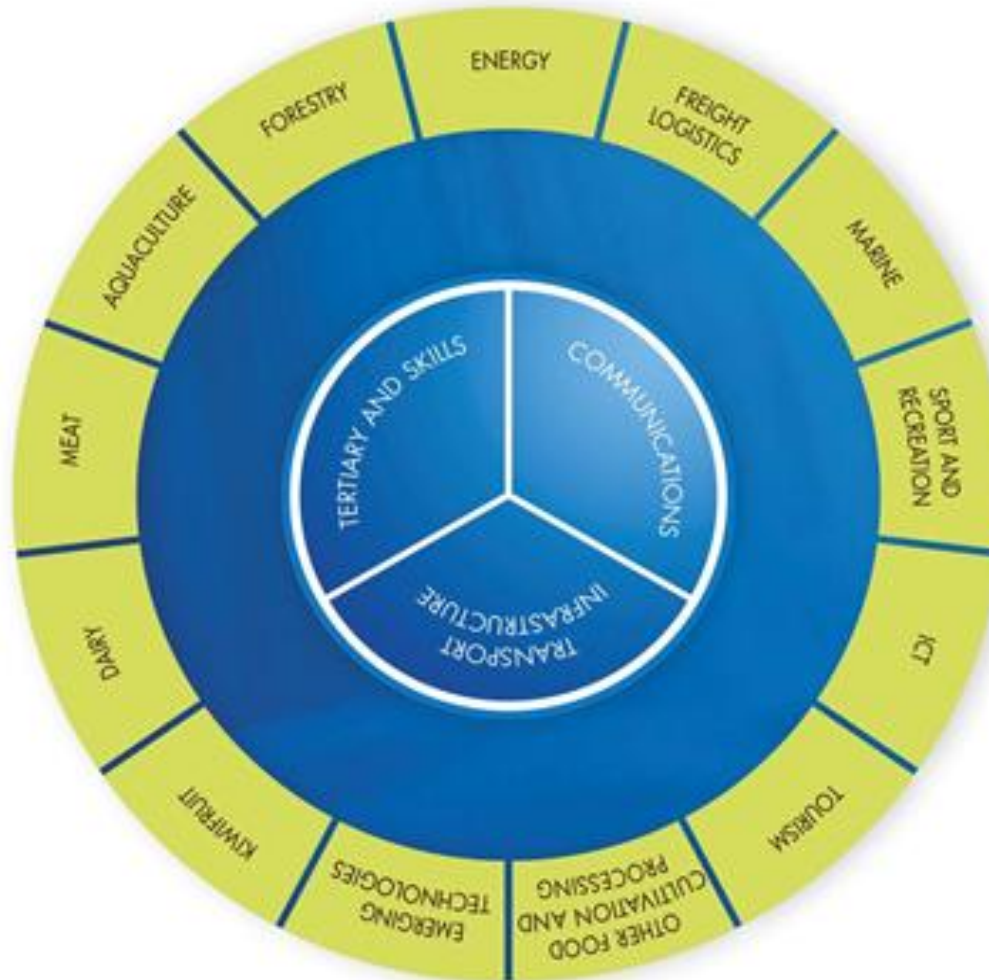 ENERGY
FREIGHT
LOGISTICS
MARINE
SPORT AND
RECREATION
ICT
TOURISM
OTHER FOOD
CULTIVATION AND
PROCESSING
EMERGING
TECHNOLOGIES
KIWIFRUIT
DAIRY
MEAT
AQUACULTURE
FORESTRY
TERTIARY AND SKILLS
COMMUNICATIONS
TRANSPORT
INFRASTRUCTURE